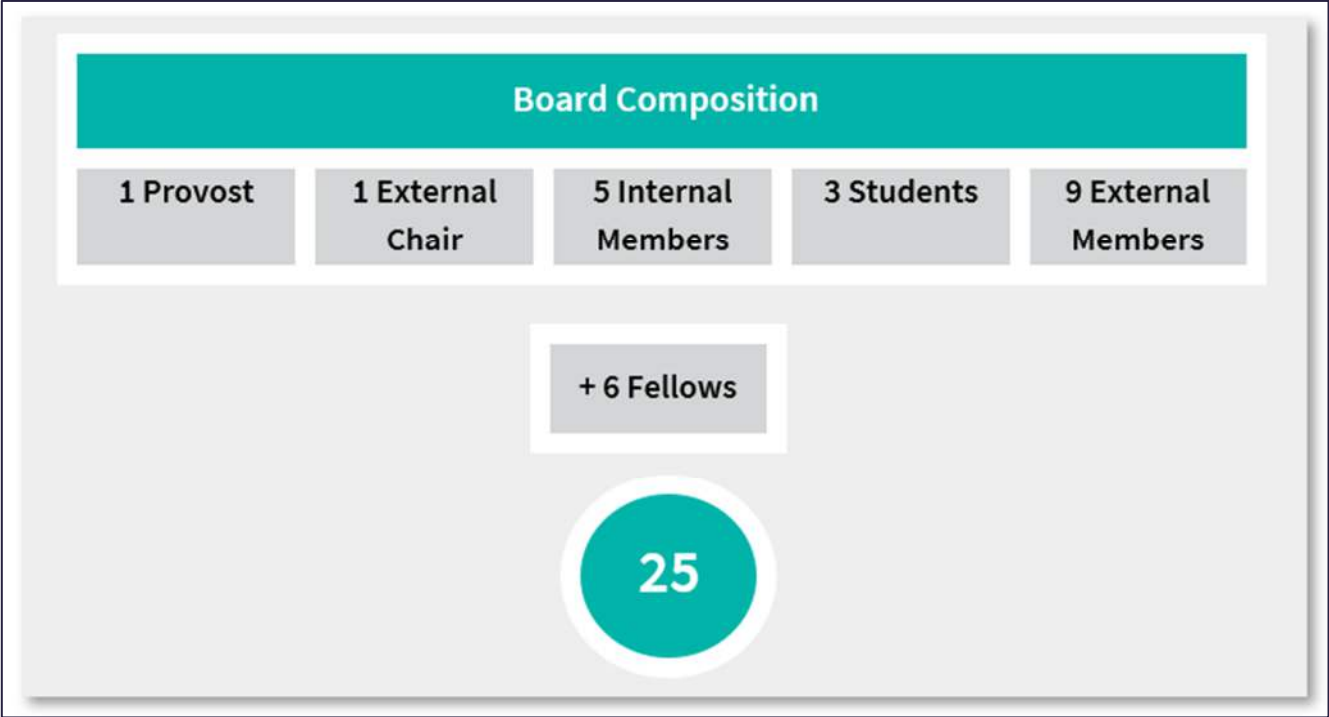 Board Composition
1 Provost
1 External
Chair
5 Internal
Members
3 Students
9 External
Members
+ 6 Fellows
25